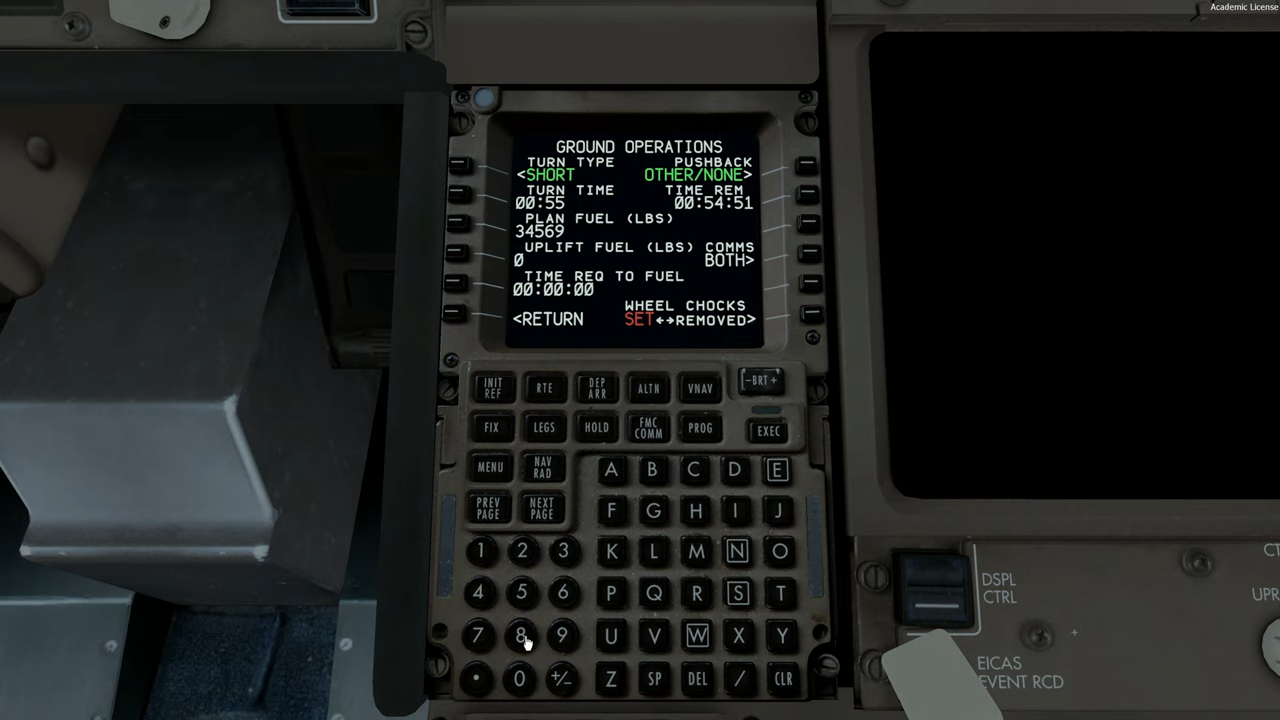 Academic License
GROUND OPERATIONS
TURN TYPE PUSHBACK
<SHORT OTHER/NONE>
TURN TIME TIME REM
00:55 00:54:51
PLAN FUEL (LBS)
34569
UPLIFT FUEL (LBS) COMMS
0 BOTH>
TIME REQ TO FUEL
00:00:00
WHEEL CHOCKS
<RETURN SET↔REMOVED>
INIT REF RTE DEP ARR ALTN VNAV -BRT+
FIX LEGS HOLD FMC COMM PROG EXEC
MENU NAV RAD A B C D E
PREV PAGE NEXT PAGE F G H I J
1 2 3 K L M N O
4 5 6 P Q R S T
7 8 9 U V W X Y
. 0 +/- Z SP DEL / CLR
DSPL
CTRL
EICAS
EVENT RCD